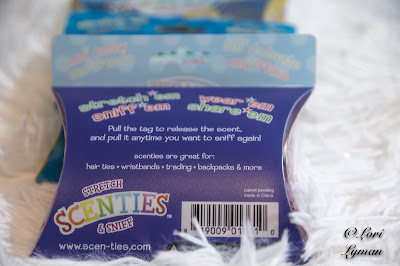 stretch 'em wear 'em
sniff 'em share 'em
Pull the tag to release the scent,
and pull it anytime you want to sniff again!
scenties are great for:
hair ties • wristbands • trading • backpacks & more
patent pending
made in China
STRETCH
SCENTIES™
& SNIFF
www.scen-ties.com
©Lori
Lyman